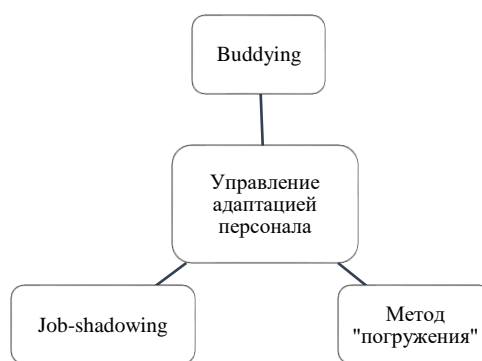 Buddying
Управление
адаптацией
персонала
Job-shadowing
Метод
"погружения"